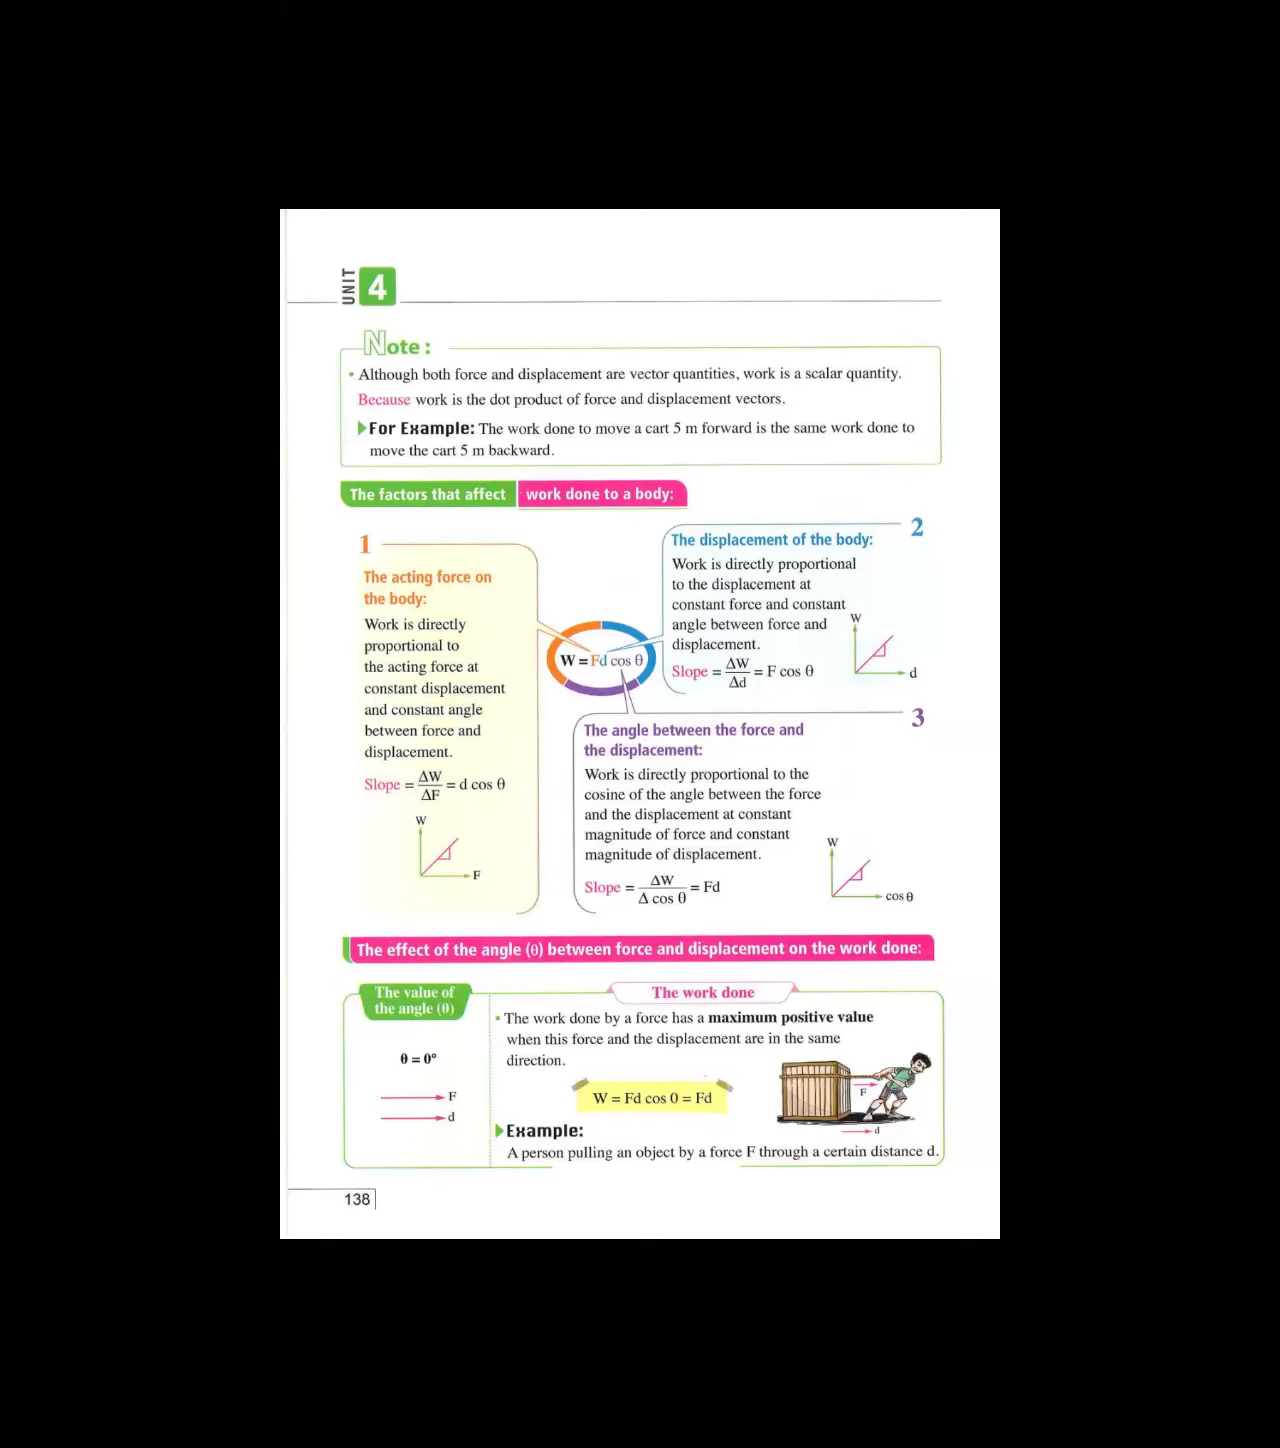 UNIT 4
Note :
• Although both force and displacement are vector quantities, work is a scalar quantity.
Because work is the dot product of force and displacement vectors.
For Example: The work done to move a cart 5 m forward is the same work done to
move the cart 5 m backward.
The factors that affect work done to a body:
1
The acting force on
the body:
Work is directly
proportional to
the acting force at
constant displacement
and constant angle
between force and
displacement.
Slope = ΔW/ΔF = d cos θ
W
F
W = Fd cos θ
2
The displacement of the body:
Work is directly proportional
to the displacement at
constant force and constant
angle between force and
displacement.
Slope = ΔW/Δd = F cos θ
W
d
3
The angle between the force and
the displacement:
Work is directly proportional to the
cosine of the angle between the force
and the displacement at constant
magnitude of force and constant
magnitude of displacement.
Slope = ΔW/Δ cos θ = Fd
W
cos θ
The effect of the angle (θ) between force and displacement on the work done:
The value of
the angle (θ)
θ = 0°
F
d
The work done
• The work done by a force has a maximum positive value
when this force and the displacement are in the same
direction.
W = Fd cos 0 = Fd
F
d
Example:
A person pulling an object by a force F through a certain distance d.
138